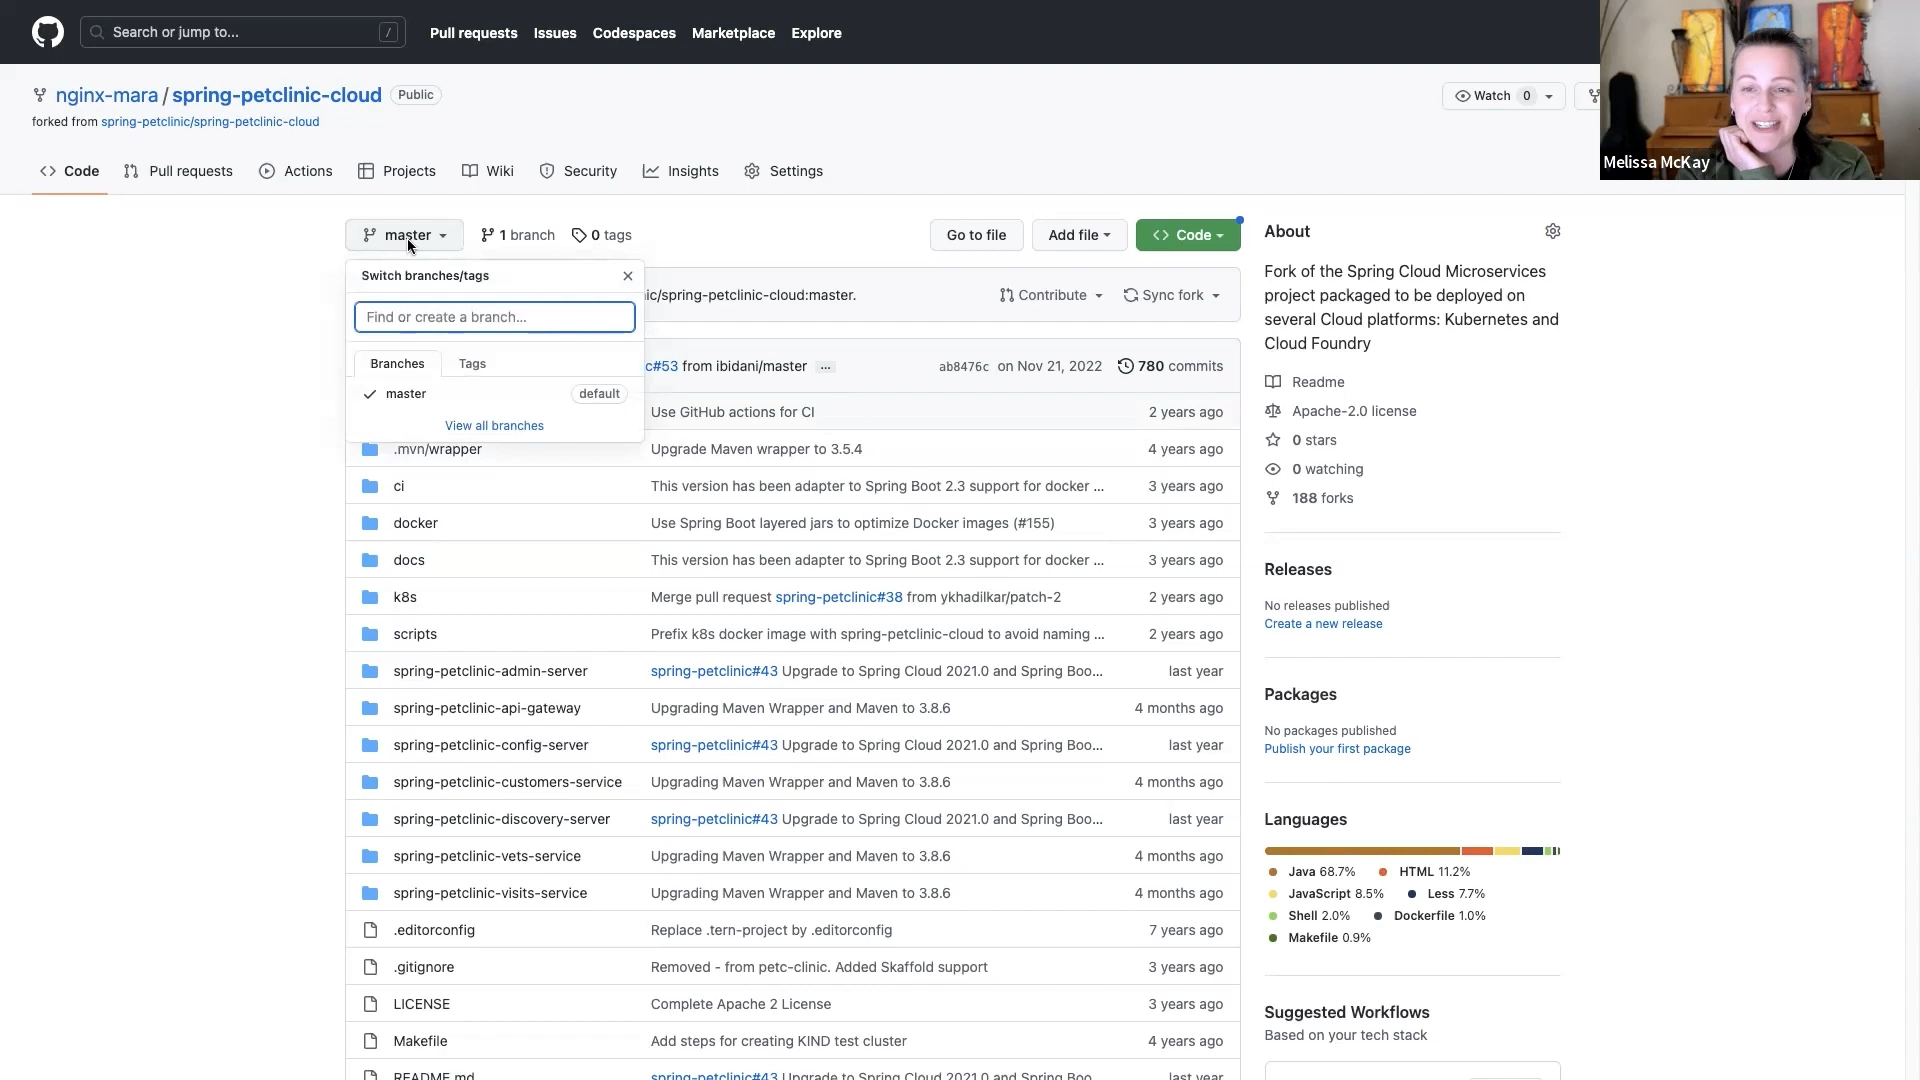 Search or jump to...
/
Pull requests
Issues
Codespaces
Marketplace
Explore
Melissa McKay
nginx-mara / spring-petclinic-cloud
Public
forked from spring-petclinic/spring-petclinic-cloud
Watch 0
Code
Pull requests
Actions
Projects
Wiki
Security
Insights
Settings
master
1 branch
0 tags
Go to file
Add file
Code
Switch branches/tags
Find or create a branch...
Branches
Tags
master
default
View all branches
ic/spring-petclinic-cloud:master.
Contribute
Sync fork
c#53 from ibidani/master ...
ab8476c on Nov 21, 2022
780 commits
Use GitHub actions for CI
2 years ago
.mvn/wrapper
Upgrade Maven wrapper to 3.5.4
4 years ago
ci
This version has been adapter to Spring Boot 2.3 support for docker ...
3 years ago
docker
Use Spring Boot layered jars to optimize Docker images (#155)
3 years ago
docs
This version has been adapter to Spring Boot 2.3 support for docker ...
3 years ago
k8s
Merge pull request spring-petclinic#38 from ykhadilkar/patch-2
2 years ago
scripts
Prefix k8s docker image with spring-petclinic-cloud to avoid naming ...
2 years ago
spring-petclinic-admin-server
spring-petclinic#43 Upgrade to Spring Cloud 2021.0 and Spring Boo...
last year
spring-petclinic-api-gateway
Upgrading Maven Wrapper and Maven to 3.8.6
4 months ago
spring-petclinic-config-server
spring-petclinic#43 Upgrade to Spring Cloud 2021.0 and Spring Boo...
last year
spring-petclinic-customers-service
Upgrading Maven Wrapper and Maven to 3.8.6
4 months ago
spring-petclinic-discovery-server
spring-petclinic#43 Upgrade to Spring Cloud 2021.0 and Spring Boo...
last year
spring-petclinic-vets-service
Upgrading Maven Wrapper and Maven to 3.8.6
4 months ago
spring-petclinic-visits-service
Upgrading Maven Wrapper and Maven to 3.8.6
4 months ago
.editorconfig
Replace .tern-project by .editorconfig
7 years ago
.gitignore
Removed - from petc-clinic. Added Skaffold support
3 years ago
LICENSE
Complete Apache 2 License
3 years ago
Makefile
Add steps for creating KIND test cluster
4 years ago
README.md
spring-petclinic#43 Upgrade to Spring Cloud 2021.0 and Spring Boo
last year
About
Fork of the Spring Cloud Microservices
project packaged to be deployed on
several Cloud platforms: Kubernetes and
Cloud Foundry
Readme
Apache-2.0 license
0 stars
0 watching
188 forks
Releases
No releases published
Create a new release
Packages
No packages published
Publish your first package
Languages
Java 68.7%
HTML 11.2%
JavaScript 8.5%
Less 7.7%
Shell 2.0%
Dockerfile 1.0%
Makefile 0.9%
Suggested Workflows
Based on your tech stack